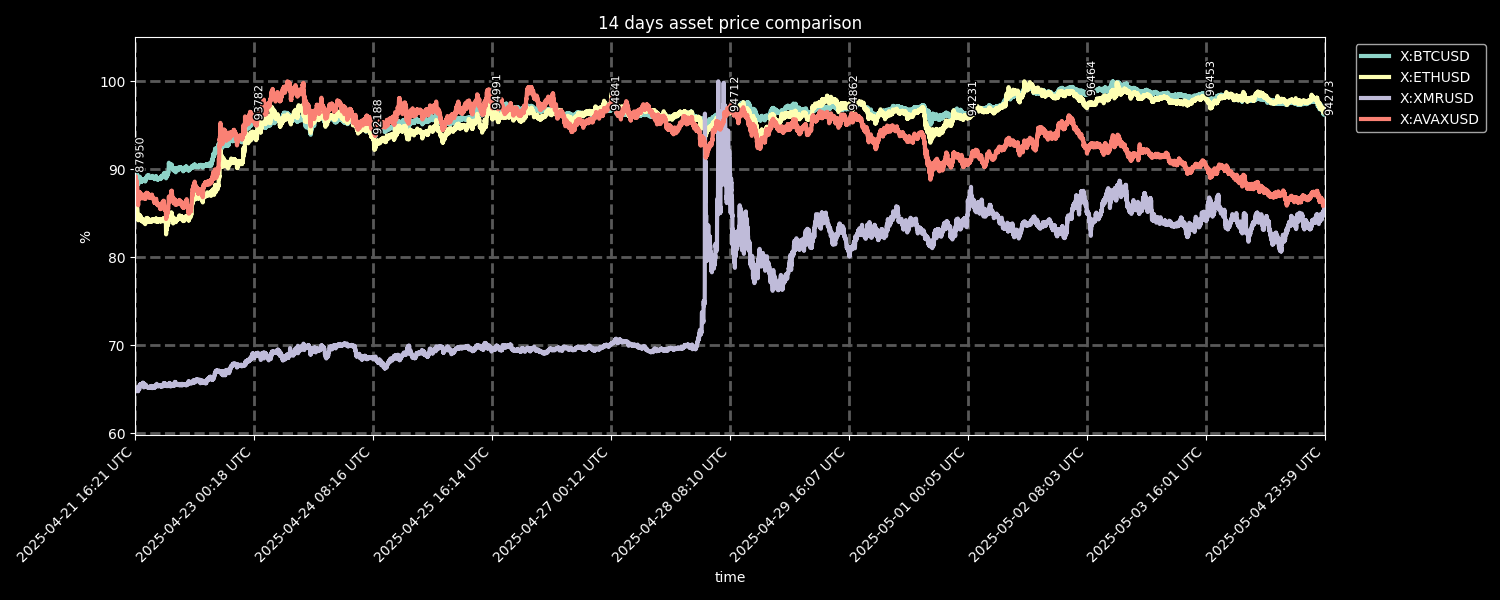 14 days asset price comparison
X:BTCUSD
X:ETHUSD
X:XMRUSD
X:AVAXUSD
100
90
80
70
60
%
87950
93782
92188
94991
94841
94712
94862
94231
96464
96453
94273
2025-04-21 16:21 UTC
2025-04-23 00:18 UTC
2025-04-24 08:16 UTC
2025-04-25 16:14 UTC
2025-04-27 00:12 UTC
2025-04-28 08:10 UTC
2025-04-29 16:07 UTC
2025-05-01 00:05 UTC
2025-05-02 08:03 UTC
2025-05-03 16:01 UTC
2025-05-04 23:59 UTC
time